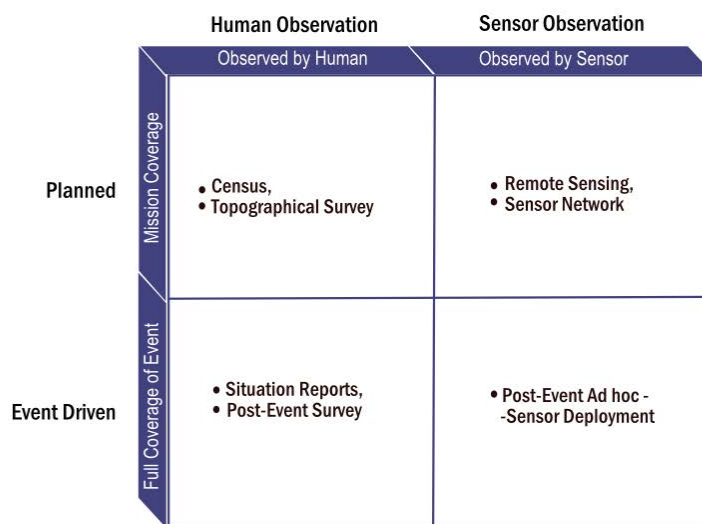 Human Observation
Sensor Observation
Observed by Human
Observed by Sensor
Planned
Mission Coverage
• Census,
• Topographical Survey
• Remote Sensing,
• Sensor Network
Event Driven
Full Coverage of Event
• Situation Reports,
• Post-Event Survey
• Post-Event Ad hoc -
-Sensor Deployment